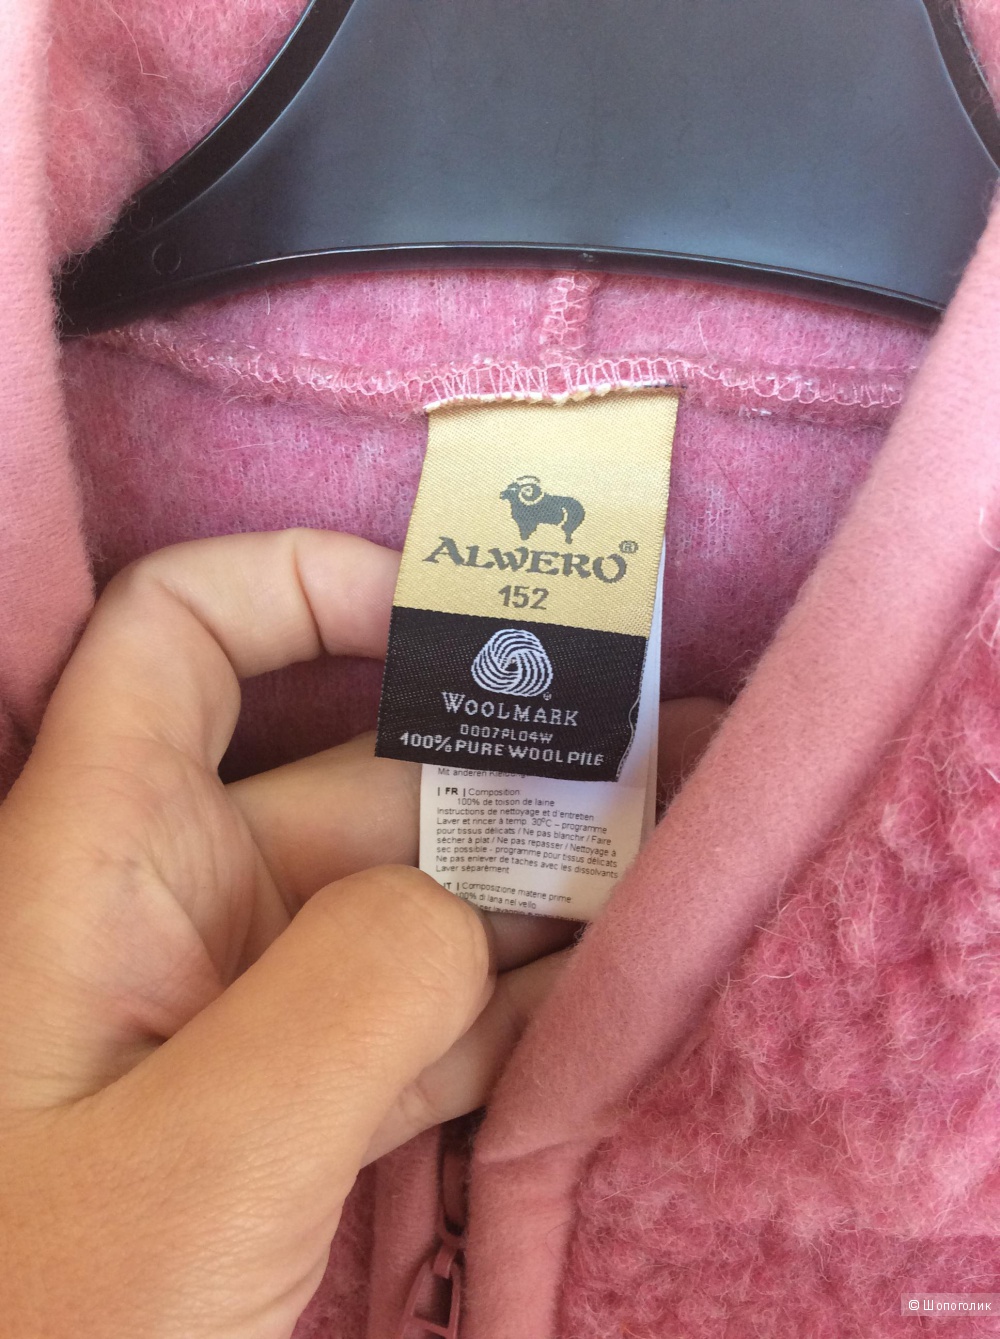 ALWERO®
152
WOOLMARK
0007PL04W
100% PURE WOOL PILE
Mit anderen
| FR | Composition
100% de toison de laine
Instructions de nettoyage et d'entretien
Laver et rincer à temp. 30°C – programme
pour tissus délicats / Ne pas blanchir / Faire
sécher à plat / Ne pas repasser / Nettoyage à
sec possible - programme pour tissus délicats
Ne pas enlever de taches avec les dissolvants
Laver séparément
IT | Composizione materie prime
100% di lana nel vello
© Шопоголик